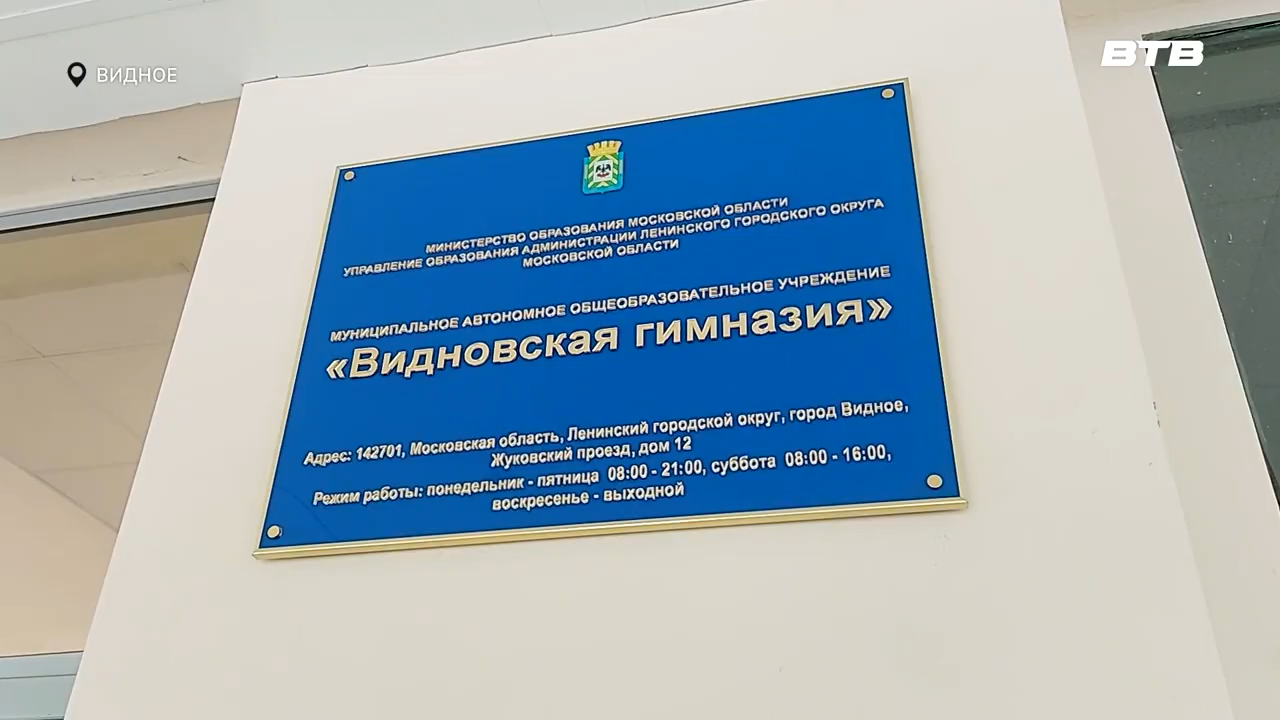 ВИДНОЕ
ВТВ
МИНИСТЕРСТВО ОБРАЗОВАНИЯ МОСКОВСКОЙ ОБЛАСТИ
УПРАВЛЕНИЕ ОБРАЗОВАНИЯ АДМИНИСТРАЦИИ ЛЕНИНСКОГО ГОРОДСКОГО ОКРУГА
МОСКОВСКОЙ ОБЛАСТИ
МУНИЦИПАЛЬНОЕ АВТОНОМНОЕ ОБЩЕОБРАЗОВАТЕЛЬНОЕ УЧРЕЖДЕНИЕ
«Видновская гимназия»
Адрес: 142701, Московская область, Ленинский городской округ, город Видное,
Жуковский проезд, дом 12
Режим работы: понедельник - пятница 08:00 - 21:00, суббота 08:00 - 16:00,
воскресенье - выходной